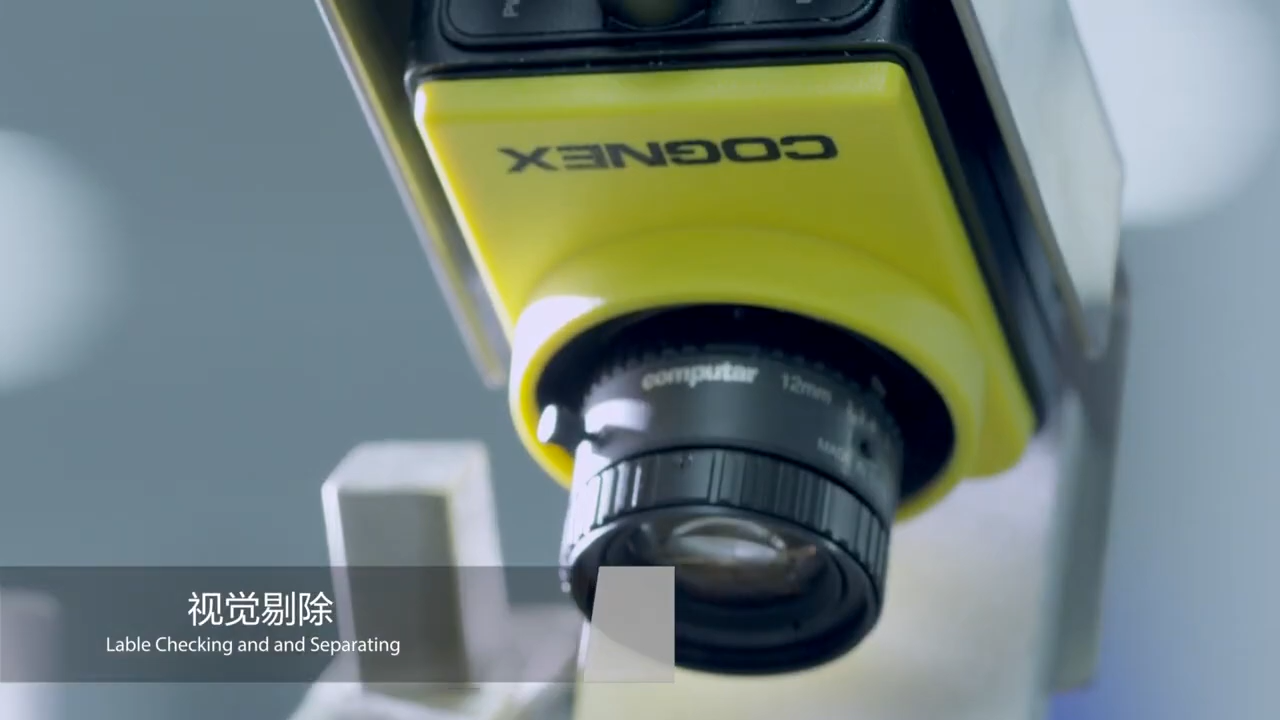 COGNEX
computar 12mm
视觉剔除
Lable Checking and and Separating